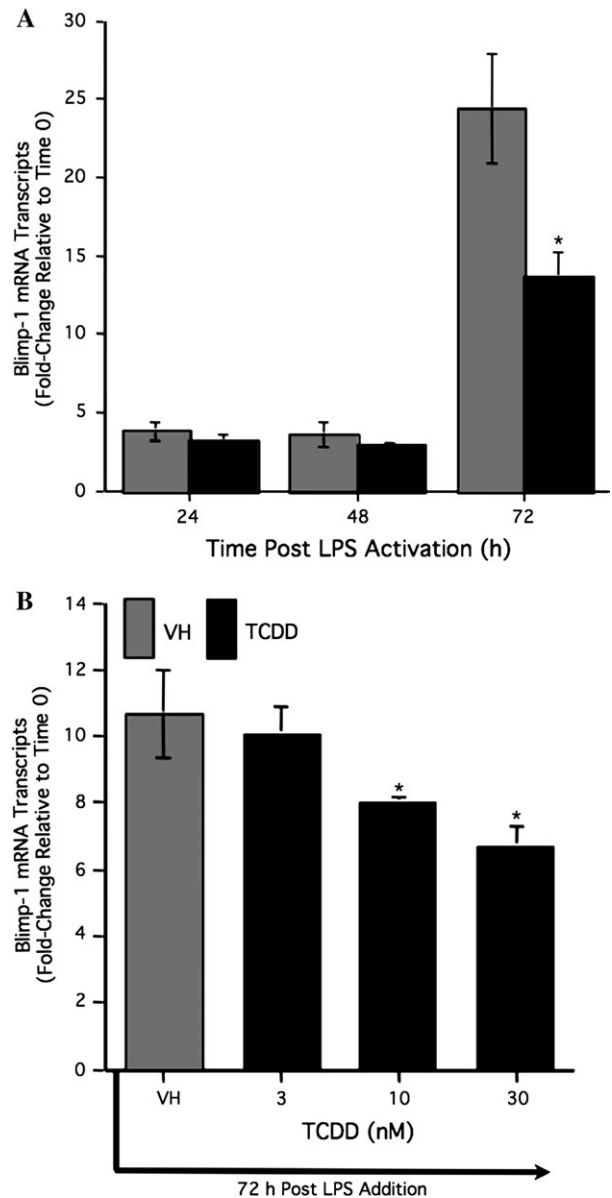 A
Blimp-1 mRNA Transcripts
(Fold-Change Relative to Time 0)
30
25
20
15
10
5
0
*
24
48
72
Time Post LPS Activation (h)
B
Blimp-1 mRNA Transcripts
(Fold-Change Relative to Time 0)
14
12
10
8
6
4
2
0
VH
TCDD
*
*
VH
3
10
30
TCDD (nM)
72 h Post LPS Addition